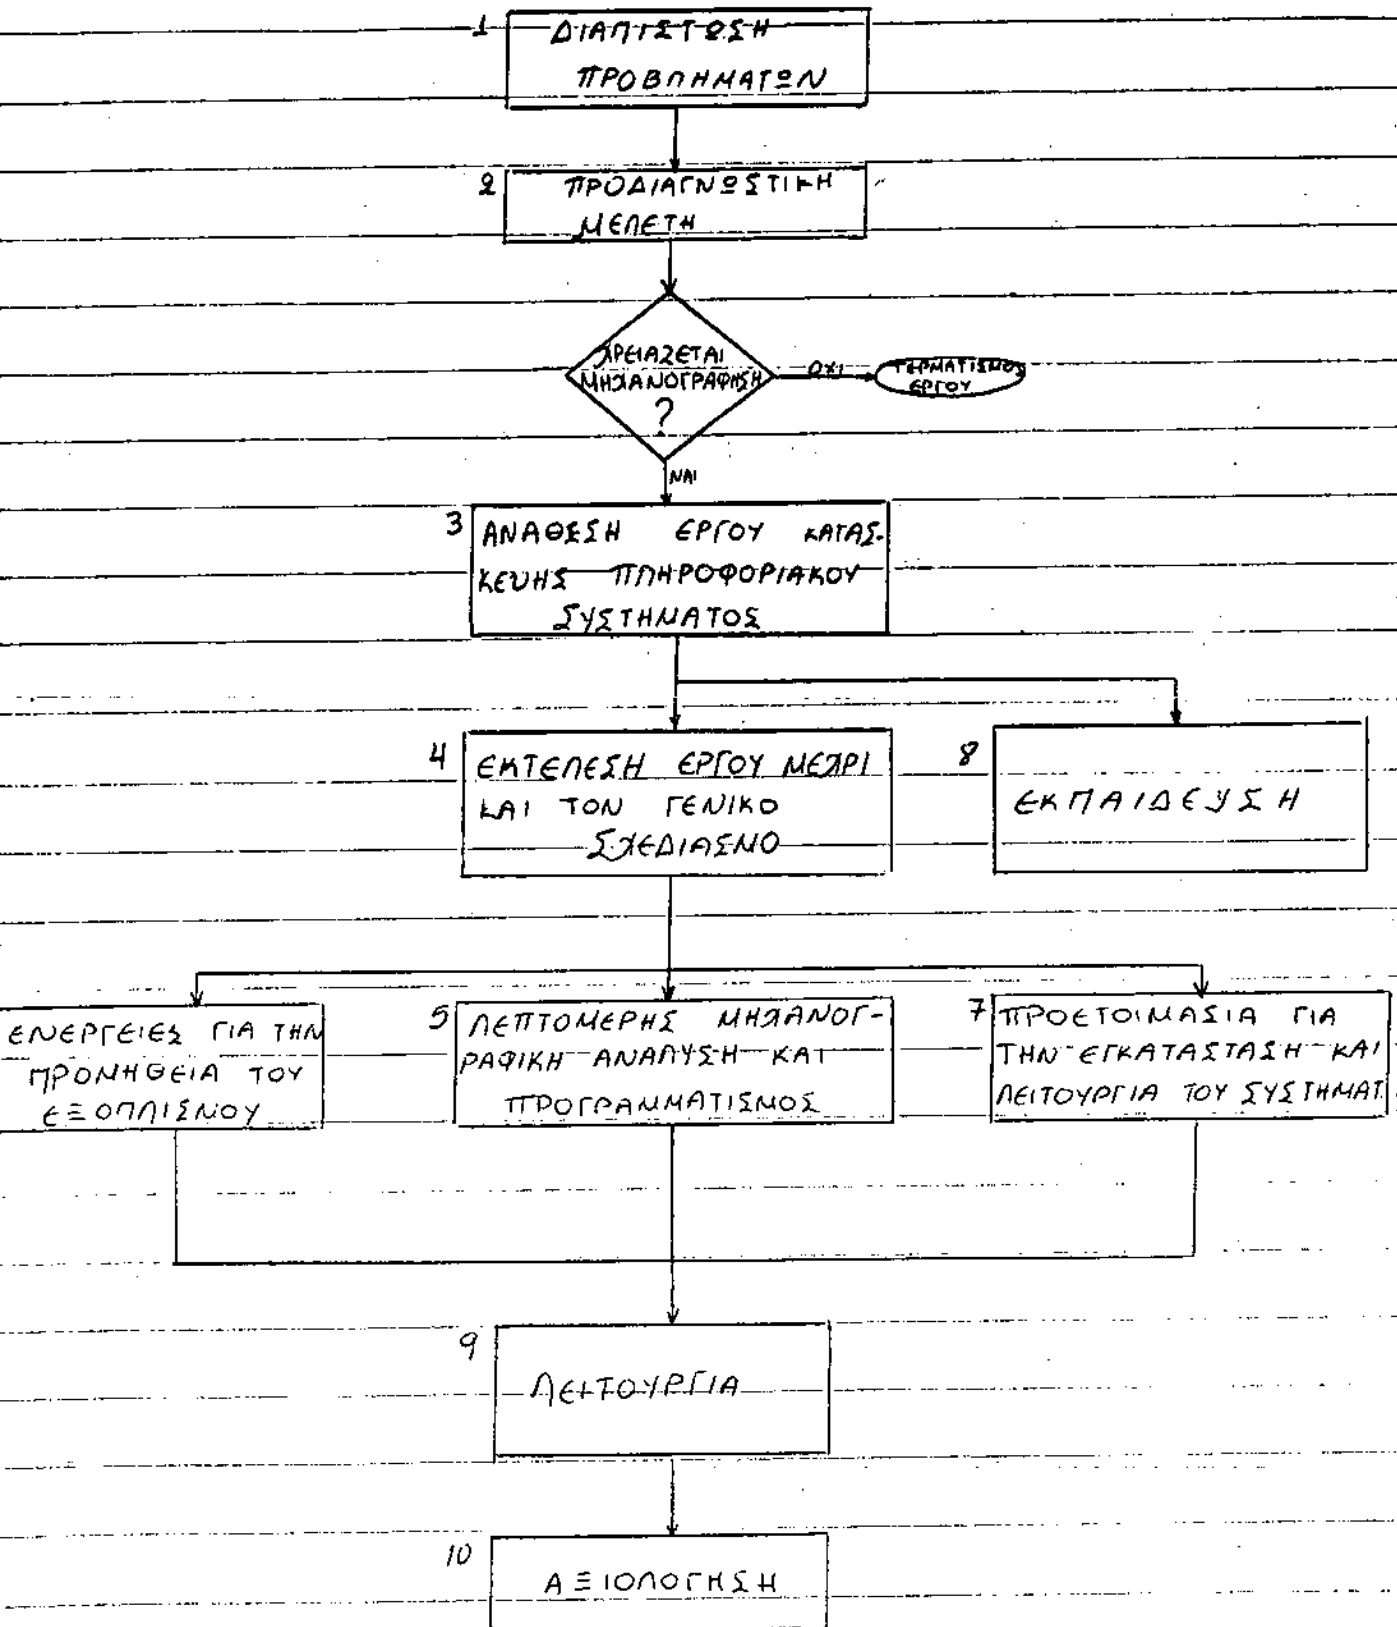 1 ΔΙΑΠΙΣΤΩΣΗ
ΠΡΟΒΛΗΜΑΤΩΝ
2 ΠΡΟΔΙΑΓΝΩΣΤΙΚΗ
ΜΕΛΕΤΗ
ΧΡΕΙΑΖΕΤΑΙ
ΜΗΧΑΝΟΓΡΑΦΗΣΗ
?
ΟΧΙ
ΤΕΡΜΑΤΙΣΜΟΣ
ΕΡΓΟΥ
ΝΑΙ
3 ΑΝΑΘΕΣΗ ΕΡΓΟΥ ΚΑΤΑΣ-
ΚΕΥΗΣ ΠΛΗΡΟΦΟΡΙΑΚΟΥ
ΣΥΣΤΗΜΑΤΟΣ
4 ΕΚΤΕΛΕΣΗ ΕΡΓΟΥ ΜΕΧΡΙ
ΚΑΙ ΤΟΝ ΓΕΝΙΚΟ
ΣΧΕΔΙΑΣΜΟ
8
ΕΚΠΑΙΔΕΥΣΗ
ΕΝΕΡΓΕΙΕΣ ΓΙΑ ΤΗΝ
ΠΡΟΜΗΘΕΙΑ ΤΟΥ
ΕΞΟΠΛΙΣΜΟΥ
5 ΛΕΠΤΟΜΕΡΗΣ ΜΗΧΑΝΟΓ-
ΡΑΦΙΚΗ ΑΝΑΛΥΣΗ ΚΑΙ
ΠΡΟΓΡΑΜΜΑΤΙΣΜΟΣ
7 ΠΡΟΕΤΟΙΜΑΣΙΑ ΓΙΑ
ΤΗΝ ΕΓΚΑΤΑΣΤΑΣΗ ΚΑΙ
ΛΕΙΤΟΥΡΓΙΑ ΤΟΥ ΣΥΣΤΗΜΑΤ.
9
ΛΕΙΤΟΥΡΓΙΑ
10
ΑΞΙΟΛΟΓΗΣΗ